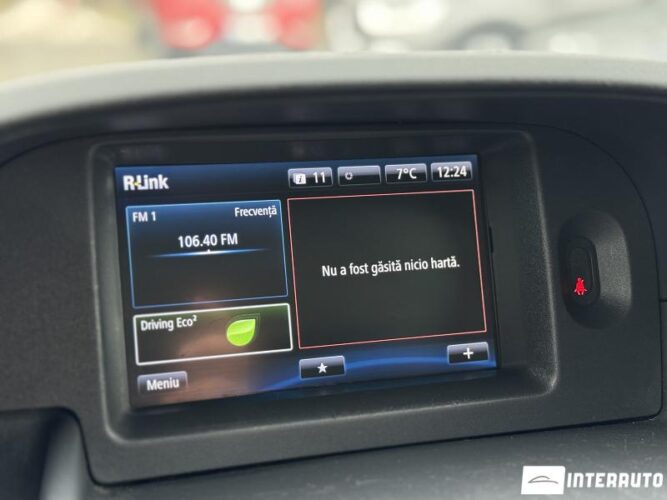 R-Link
11
7°C
12:24
FM 1
Frecvență
106.40 FM
Nu a fost găsită nicio hartă.
Driving Eco²
Meniu
INTERAUTO